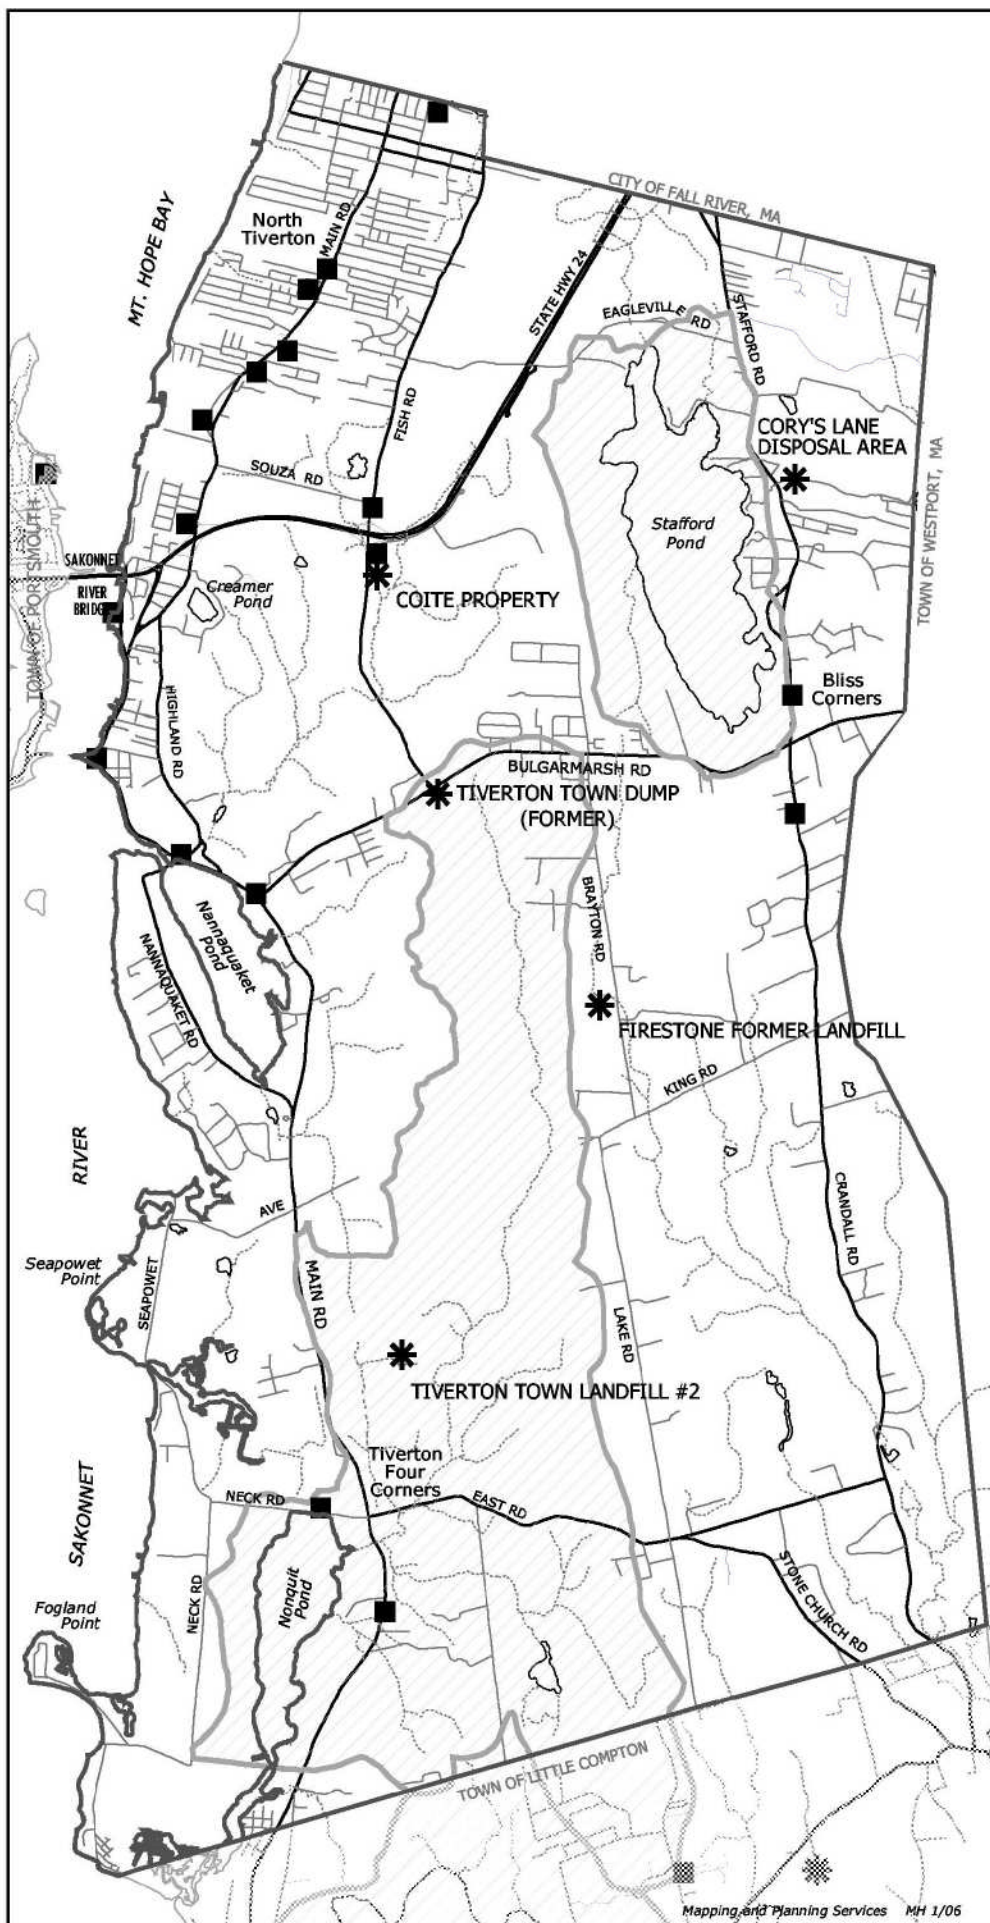 CITY OF FALL RIVER, MA
MT. HOPE BAY
North
Tiverton
MAIN RD
STATE HWY 24
EAGLEVILLE RD
STAFFORD RD
FISH RD
CORY'S LANE
DISPOSAL AREA
TOWN OF WESTPORT, MA
SOUZA RD
TOWN OF PORTSMOUTH
Stafford
Pond
SAKONNET
RIVER
BRIDGE
Creamer
Pond
COITE PROPERTY
HIGHLAND RD
Bliss
Corners
BULGARMARSH RD
TIVERTON TOWN DUMP
(FORMER)
BRAYTON RD
Nannaquaket
Pond
NANNAQUAKET RD
FIRESTONE FORMER LANDFILL
KING RD
RIVER
AVE
CRANDALL RD
Seapowet
Point
SEAPOWET
MAIN RD
LAKE RD
TIVERTON TOWN LANDFILL #2
Tiverton
Four
Corners
SAKONNET
NECK RD
EAST RD
STONE CHURCH RD
NECK RD
Nonquit
Pond
Fogland
Point
TOWN OF LITTLE COMPTON
Mapping and Planning Services MH 1/06